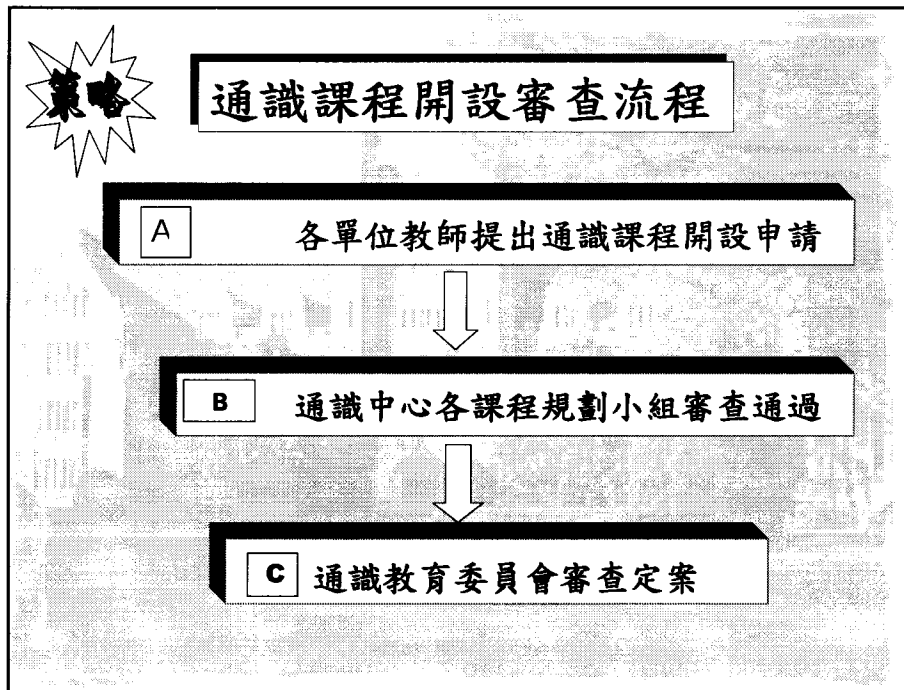 策略
通識課程開設審查流程
A 各單位教師提出通識課程開設申請
B 通識中心各課程規劃小組審查通過
C 通識教育委員會審查定案